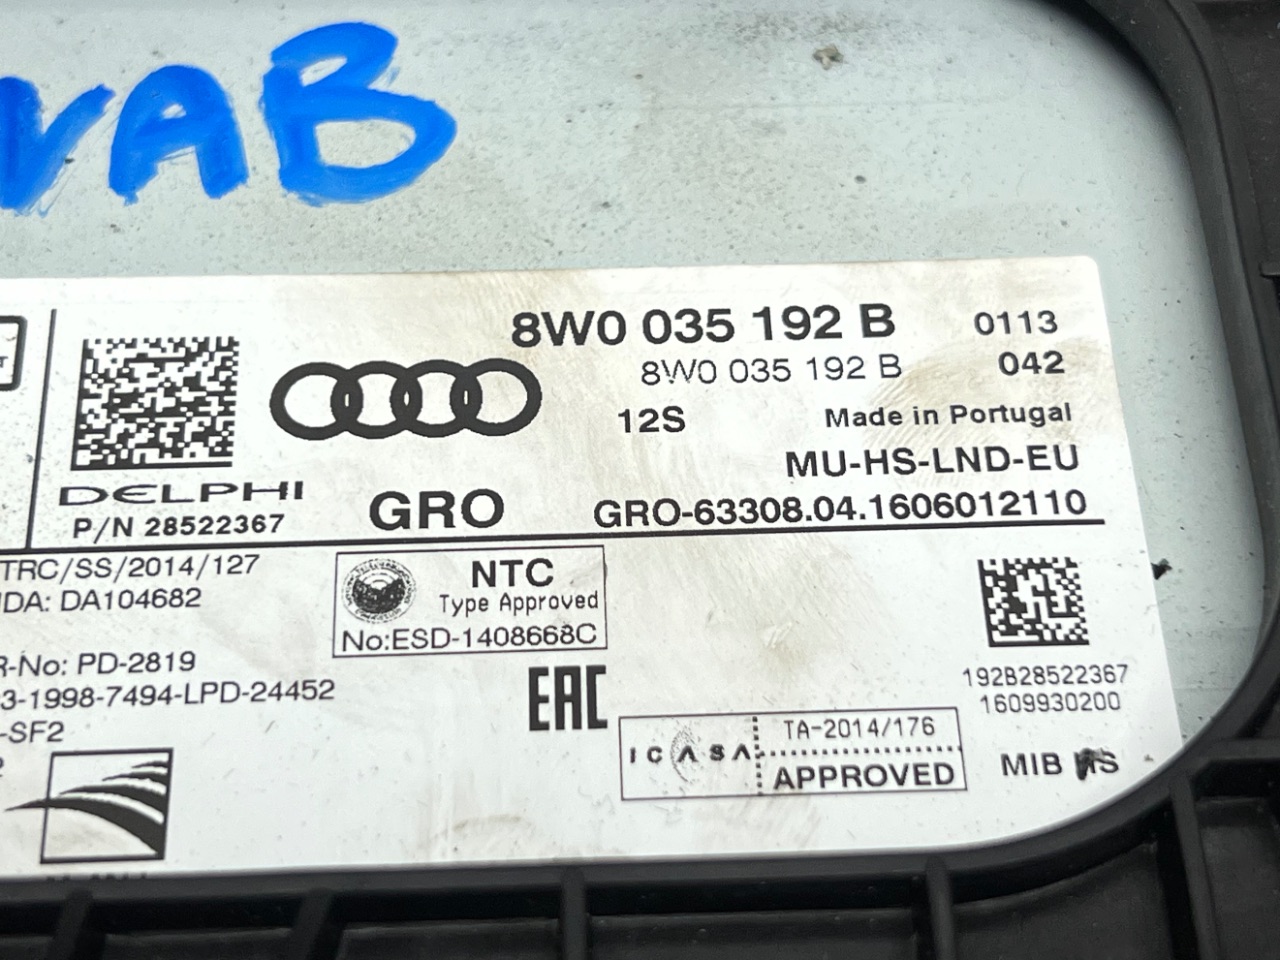 VAB
8W0 035 192 B 0113
8W0 035 192 B 042
12S Made in Portugal
MU-HS-LND-EU
DELPHI
P/N 28522367
GRO GRO-63308.04.1606012110
TRC/SS/2014/127
DA: DA104682
R-No: PD-2819
3-1998-7494-LPD-24452
-SF2
NTC
Type Approved
No:ESD-1408668C
EAC
ICASA
TA-2014/176
APPROVED
192B28522367
1609930200
MIB HS